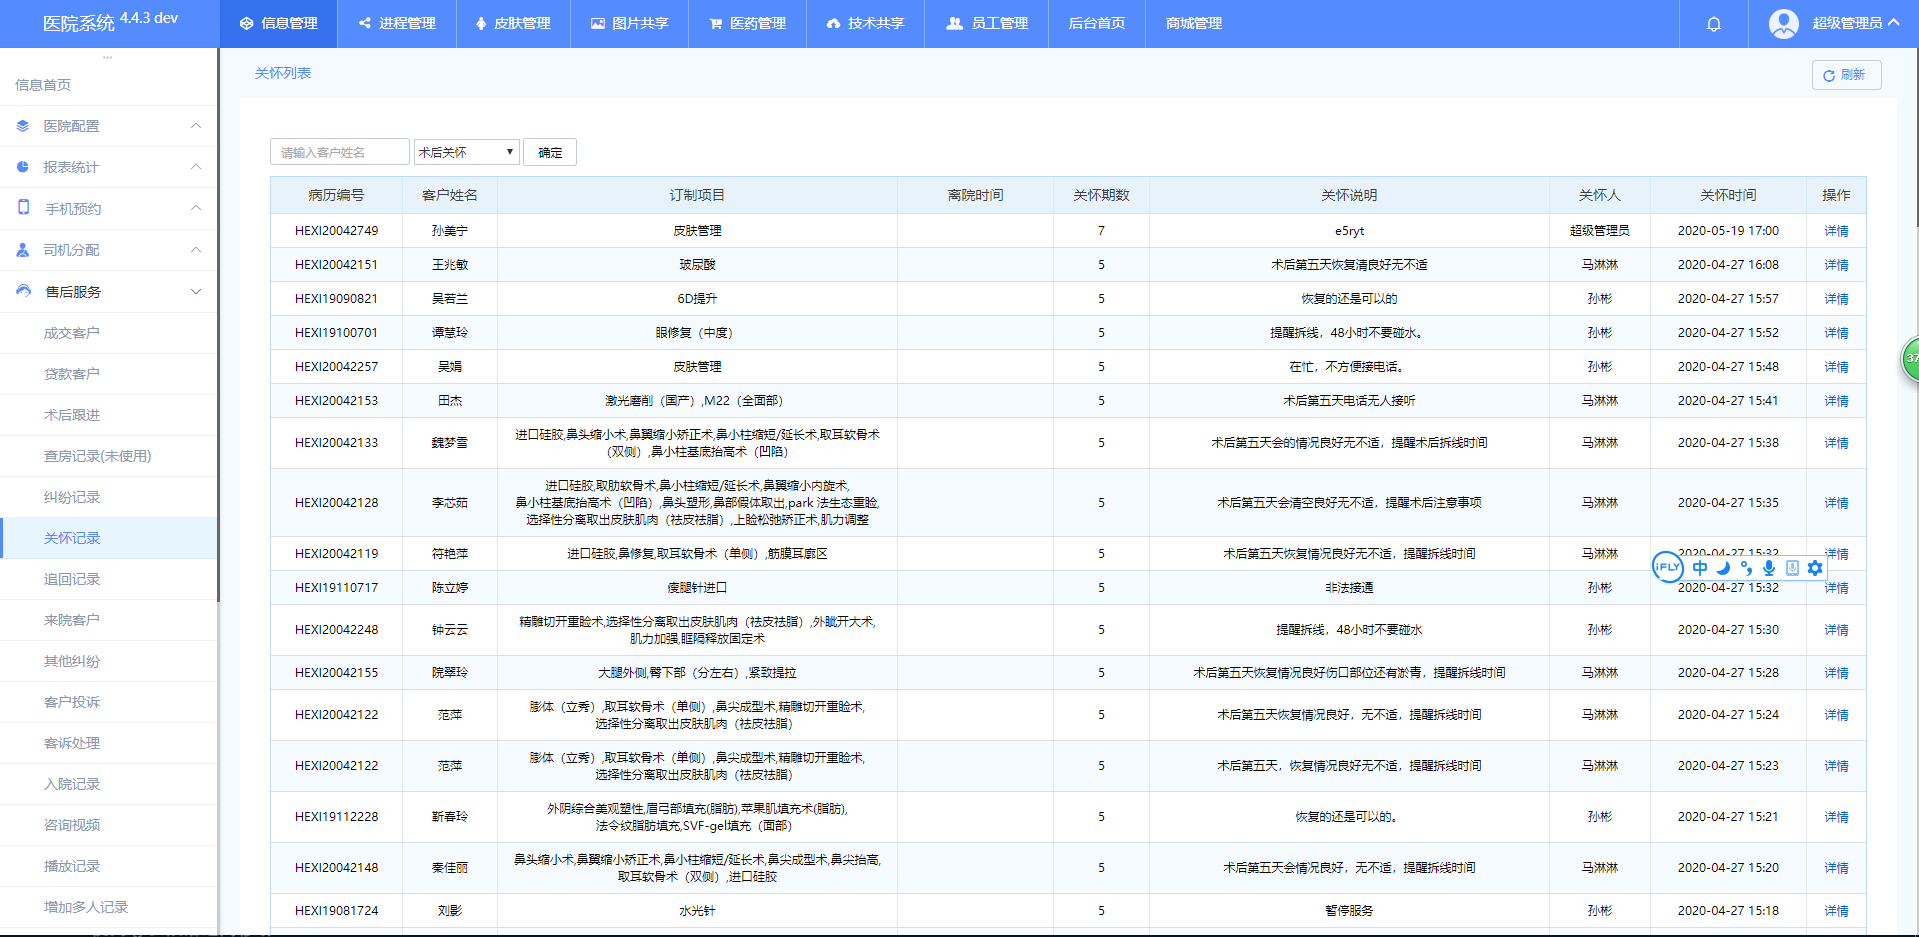 医院系统 4.4.3 dev
信息管理
进程管理
皮肤管理
图片共享
医药管理
技术共享
员工管理
后台首页
商城管理
超级管理员
信息首页
医院配置
报表统计
手机预约
司机分配
售后服务
成交客户
贷款客户
术后跟进
查房记录(未使用)
纠纷记录
关怀记录
追回记录
来院客户
其他纠纷
客户投诉
客诉处理
入院记录
咨询视频
播放记录
增加多人记录
关怀列表
刷新
请输入客户姓名 术后关怀 确定
病历编号 客户姓名 订制项目 离院时间 关怀期数 关怀说明 关怀人 关怀时间 操作
HEXI20042749 孙美宁 皮肤管理 7 e5ryt 超级管理员 2020-05-19 17:00 详情
HEXI20042151 王兆敏 玻尿酸 5 术后第五天恢复清良好无不适 马淋淋 2020-04-27 16:08 详情
HEXI19090821 吴若兰 6D提升 5 恢复的还是可以的 孙彬 2020-04-27 15:57 详情
HEXI19100701 谭慧玲 眼修复（中度） 5 提醒拆线，48小时不要碰水。 孙彬 2020-04-27 15:52 详情
HEXI20042257 吴娟 皮肤管理 5 在忙，不方便接电话。 孙彬 2020-04-27 15:48 详情
HEXI20042153 田杰 激光磨削（国产）,M22（全面部） 5 术后第五天电话无人接听 马淋淋 2020-04-27 15:41 详情
HEXI20042133 魏梦雪 进口硅胶,鼻头缩小术,鼻翼缩小矫正术,鼻小柱缩短/延长术,取耳软骨术
（双侧）,鼻小柱基底抬高术（凹陷） 5 术后第五天会的情况良好无不适，提醒术后拆线时间 马淋淋 2020-04-27 15:38 详情
HEXI20042128 李芯茹 进口硅胶,取肋软骨术,鼻小柱缩短/延长术,鼻翼缩小内旋术,
鼻小柱基底抬高术（凹陷）,鼻头塑形,鼻部假体取出,park 法生态重睑,
选择性分离取出皮肤肌肉（祛皮祛脂）,上睑松弛矫正术,肌力调整 5 术后第五天会清空良好无不适，提醒术后注意事项 马淋淋 2020-04-27 15:35 详情
HEXI20042119 符艳萍 进口硅胶,鼻修复,取耳软骨术（单侧）,筋膜耳廓区 5 术后第五天恢复情况良好无不适，提醒拆线时间 马淋淋 2020-04-27 15:32 详情
HEXI19110717 陈立婷 瘦腿针进口 5 非法接通 孙彬 2020-04-27 15:32 详情
HEXI20042248 钟云云 精雕切开重睑术,选择性分离取出皮肤肌肉（祛皮祛脂）,外眦开大术,
肌力加强,眶隔释放固定术 5 提醒拆线，48小时不要碰水 孙彬 2020-04-27 15:30 详情
HEXI20042155 院翠玲 大腿外侧,臀下部（分左右）,紧致提拉 5 术后第五天恢复情况良好伤口部位还有淤青，提醒拆线时间 马淋淋 2020-04-27 15:28 详情
HEXI20042122 范萍 膨体（立秀）,取耳软骨术（单侧）,鼻尖成型术,精雕切开重睑术,
选择性分离取出皮肤肌肉（祛皮祛脂） 5 术后第五天恢复情况良好，无不适，提醒拆线时间 马淋淋 2020-04-27 15:24 详情
HEXI20042122 范萍 膨体（立秀）,取耳软骨术（单侧）,鼻尖成型术,精雕切开重睑术,
选择性分离取出皮肤肌肉（祛皮祛脂） 5 术后第五天，恢复情况良好无不适，提醒拆线时间 马淋淋 2020-04-27 15:23 详情
HEXI19112228 靳春玲 外阴综合美观塑性,眉弓部填充(脂肪),苹果肌填充术(脂肪),
法令纹脂肪填充,SVF-gel填充（面部） 5 恢复的还是可以的。 孙彬 2020-04-27 15:21 详情
HEXI20042148 秦佳丽 鼻头缩小术,鼻翼缩小矫正术,鼻小柱缩短/延长术,鼻尖成型术,鼻尖抬高,
取耳软骨术（双侧）,进口硅胶 5 术后第五天会情况良好，无不适，提醒拆线时间 马淋淋 2020-04-27 15:20 详情
HEXI19081724 刘影 水光针 5 暂停服务 孙彬 2020-04-27 15:18 详情
iFLY 中
37